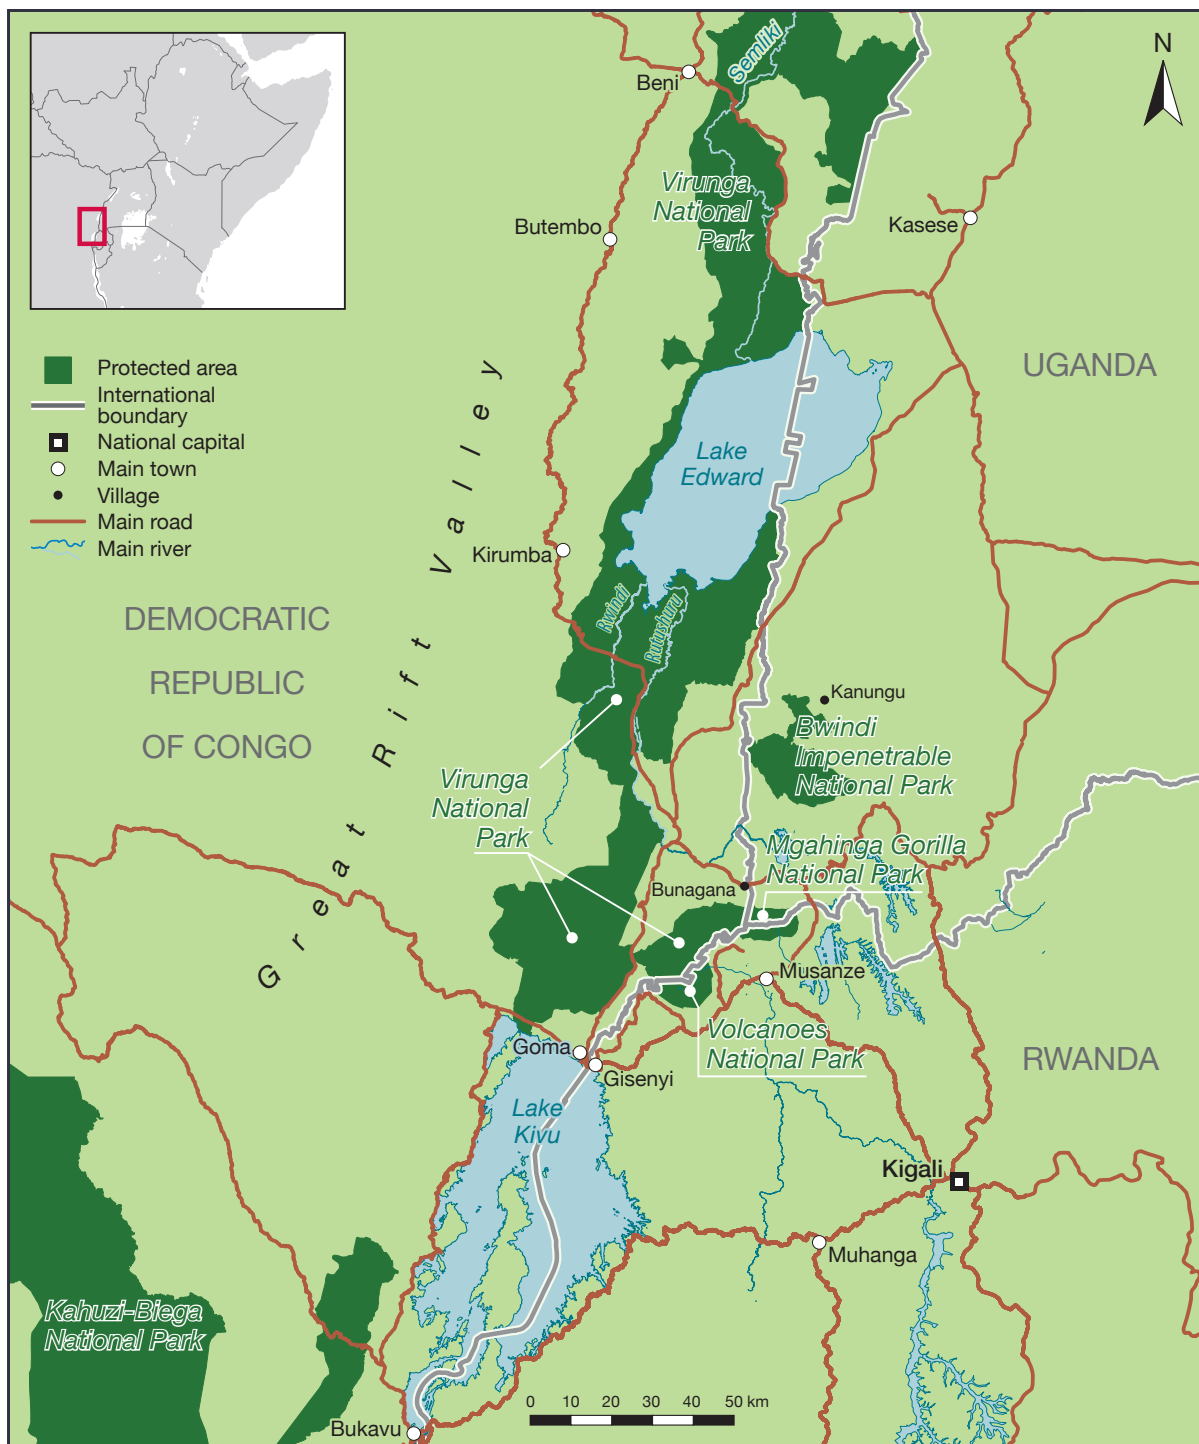 N
Semliki
Beni
Virunga
National
Park
Butembo
Kasese
Protected area
International
boundary
National capital
Main town
Village
Main road
Main river
UGANDA
Lake
Edward
Great Rift Valley
Kirumba
Rwindi
Rutushuru
DEMOCRATIC
REPUBLIC
OF CONGO
Kanungu
Bwindi
Impenetrable
National Park
Virunga
National
Park
Mgahinga Gorilla
National Park
Bunagana
Musanze
Volcanoes
National Park
Goma
Gisenyi
RWANDA
Lake
Kivu
Kigali
Muhanga
Kahuzi-Biega
National Park
0 10 20 30 40 50 km
Bukavu